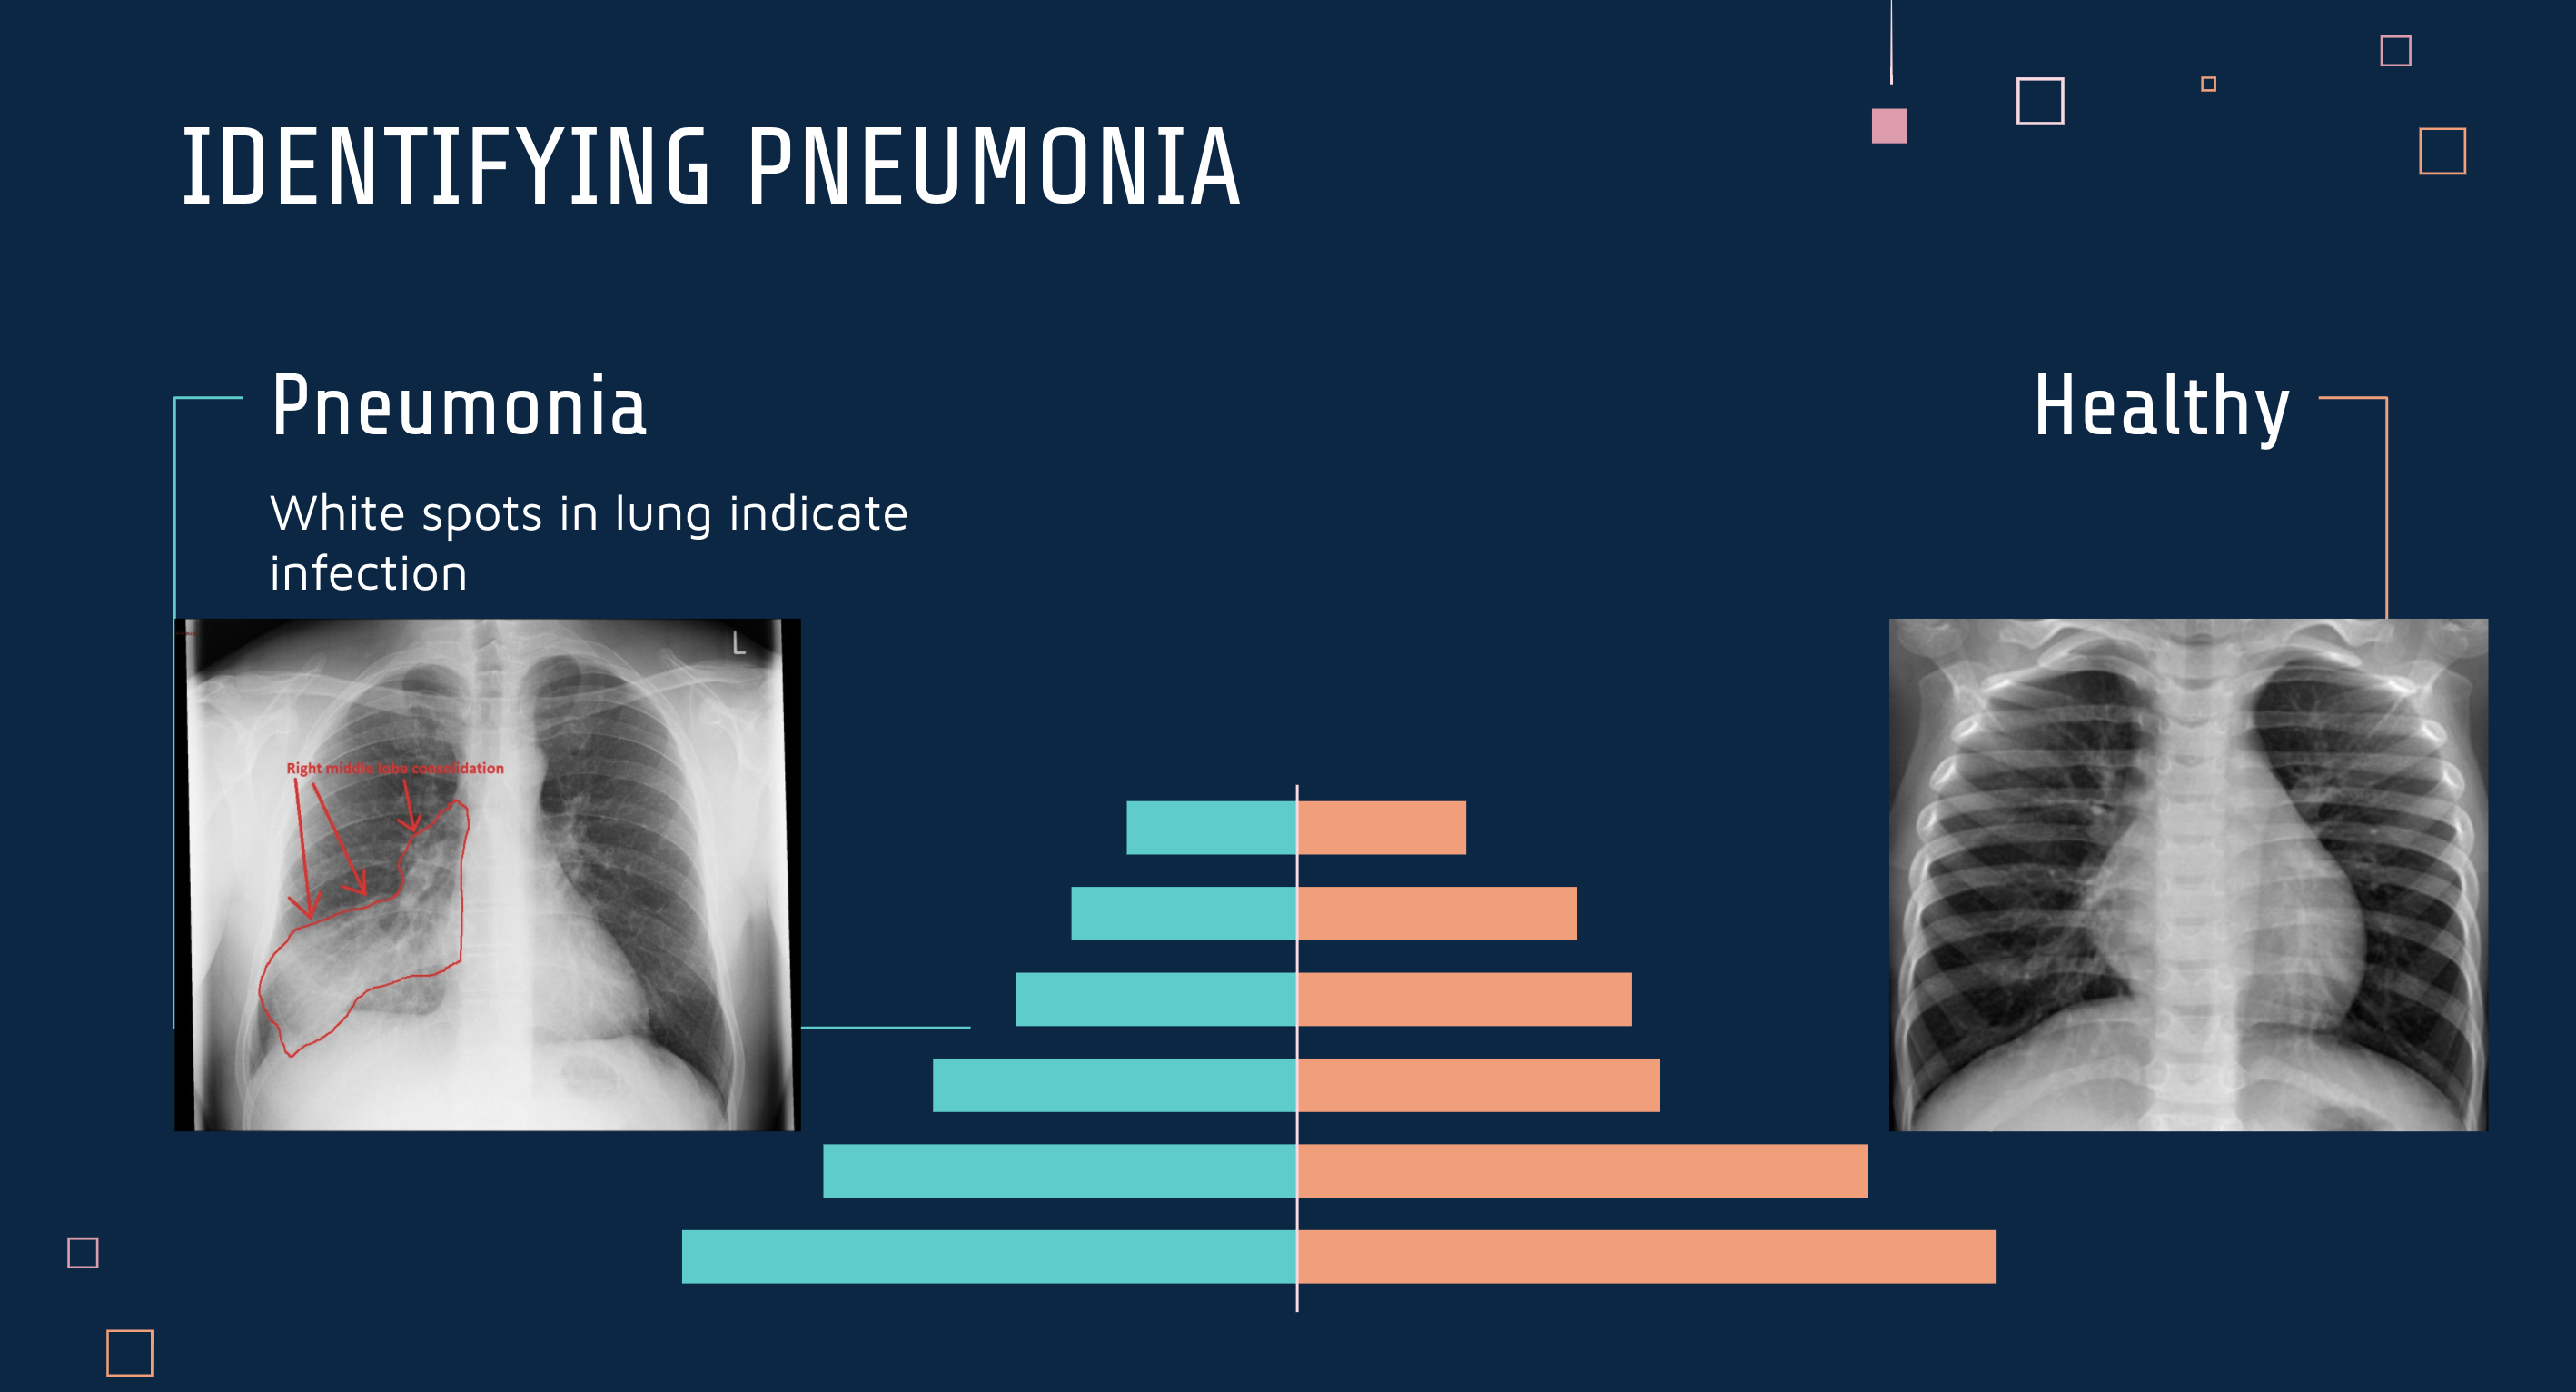 IDENTIFYING PNEUMONIA
Pneumonia
White spots in lung indicate
infection
Healthy
L
Right middle lobe consolidation